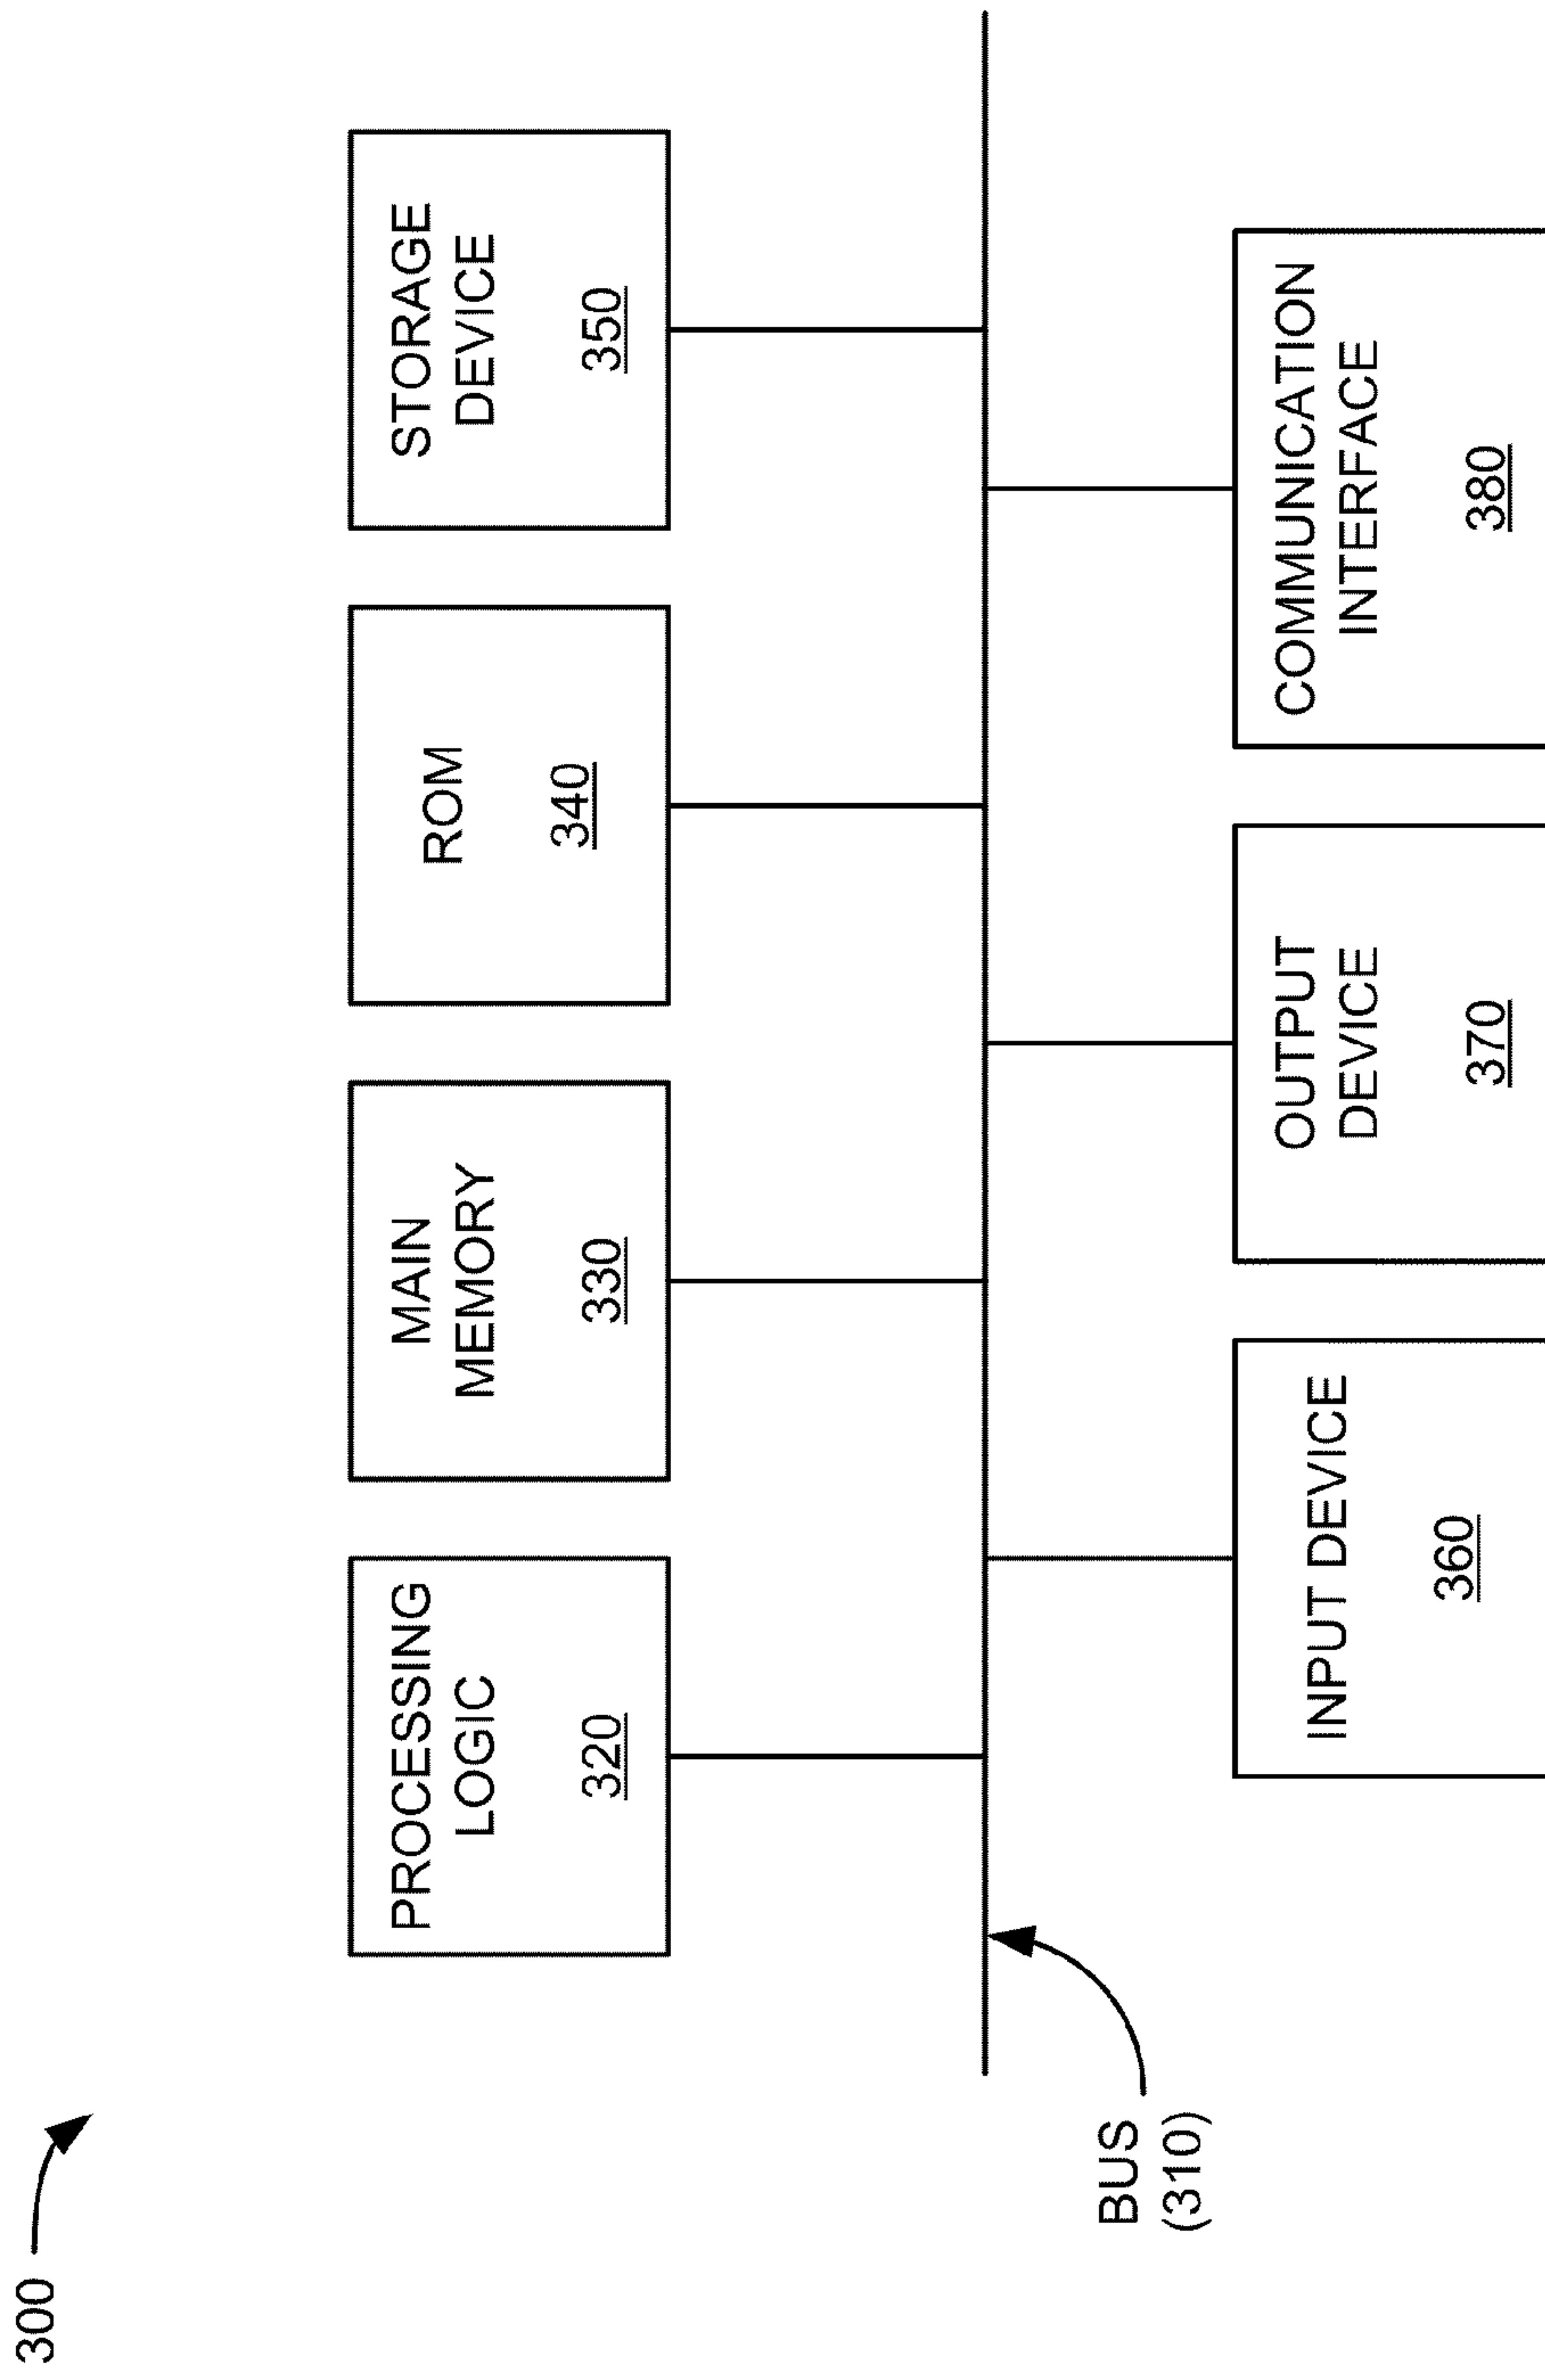 300
PROCESSING
LOGIC
320
MAIN
MEMORY
330
ROM
340
STORAGE
DEVICE
350
BUS
(310)
INPUT DEVICE
360
OUTPUT
DEVICE
370
COMMUNICATION
INTERFACE
380